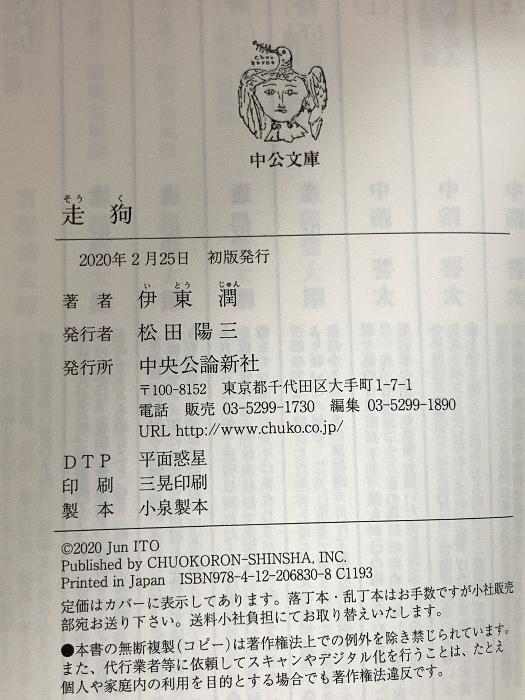 chuo
koron
中公文庫
そう く
走 狗
2020年2月25日 初版発行
い とう じゅん
著者 伊東 潤
発行者 松田陽三
発行所 中央公論新社
〒100-8152 東京都千代田区大手町1-7-1
電話 販売 03-5299-1730 編集 03-5299-1890
URL http://www.chuko.co.jp/
DTP 平面惑星
印刷 三晃印刷
製本 小泉製本
©2020 Jun ITO
Published by CHUOKORON-SHINSHA, INC.
Printed in Japan ISBN978-4-12-206830-8 C1193
定価はカバーに表示してあります。落丁本・乱丁本はお手数ですが小社販売
部宛お送り下さい。送料小社負担にてお取り替えいたします。
●本書の無断複製(コピー)は著作権法上での例外を除き禁じられています。
また、代行業者等に依頼してスキャンやデジタル化を行うことは、たとえ
個人や家庭内の利用を目的とする場合でも著作権法違反です。